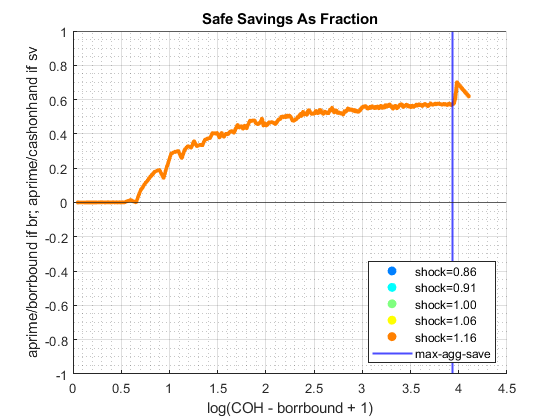 Safe Savings As Fraction
aprime/borrbound if br; aprime/cashonhand if sv
1
0.8
0.6
0.4
0.2
0
-0.2
-0.4
-0.6
-0.8
-1
0
0.5
1
1.5
2
2.5
3
3.5
4
4.5
log(COH - borrbound + 1)
shock=0.86
shock=0.91
shock=1.00
shock=1.06
shock=1.16
max-agg-save